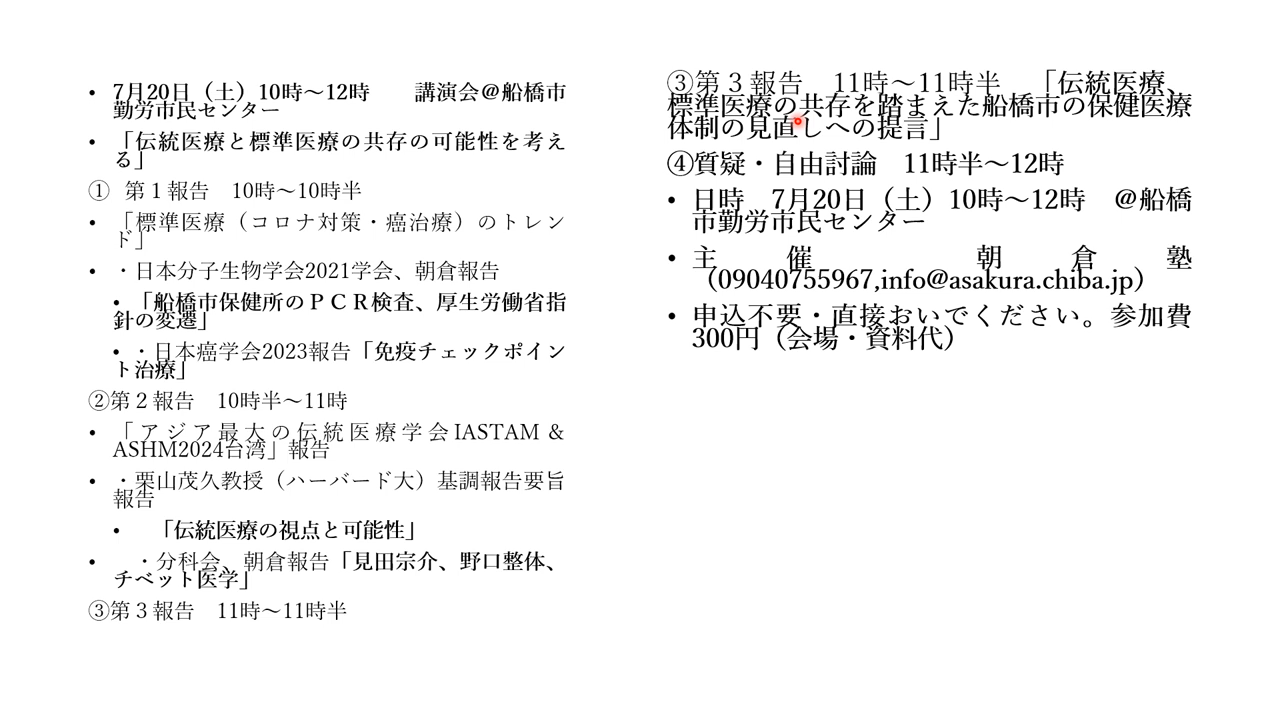 • 7月20日（土）10時～12時　　講演会＠船橋市
勤労市民センター
• 「伝統医療と標準医療の共存の可能性を考え
る」
① 第１報告　10時～10時半
• 「標準医療（コロナ対策・癌治療）のトレン
ド」
• ・日本分子生物学会2021学会、朝倉報告
• 「船橋市保健所のＰＣＲ検査、厚生労働省指
針の変遷」
• ・日本癌学会2023報告「免疫チェックポイン
ト治療」
②第２報告　10時半～11時
• 「アジア最大の伝統医療学会IASTAM &
ASHM2024台湾」報告
• ・栗山茂久教授（ハーバード大）基調報告要旨
報告
• 「伝統医療の視点と可能性」
• ・分科会、朝倉報告「見田宗介、野口整体、
チベット医学」
③第３報告　11時～11時半
③第３報告　11時～11時半　「伝統医療、
標準医療の共存を踏まえた船橋市の保健医療
体制の見直しへの提言」
④質疑・自由討論　11時半～12時
• 日時　7月20日（土）10時～12時　＠船橋
市勤労市民センター
• 主催　朝倉塾
（09040755967,info@asakura.chiba.jp）
• 申込不要・直接おいでください。参加費
300円（会場・資料代）